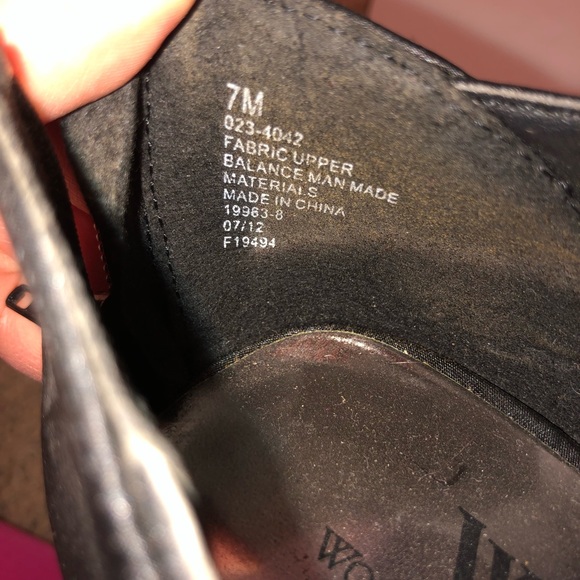 7M
023-4042
FABRIC UPPER
BALANCE MAN MADE
MATERIALS
MADE IN CHINA
19963-8
07/12
F19494